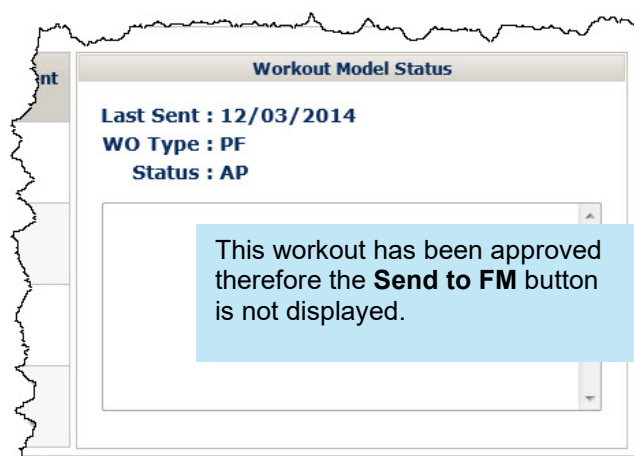 nt
Workout Model Status
Last Sent : 12/03/2014
WO Type : PF
Status : AP
This workout has been approved
therefore the Send to FM button
is not displayed.